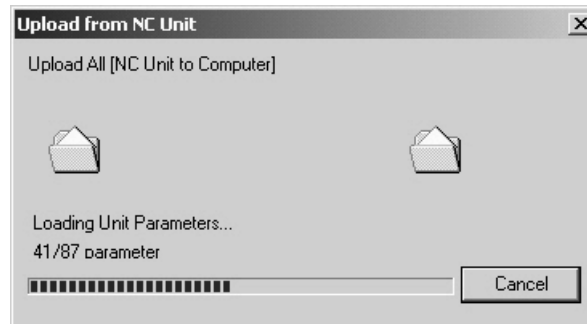 Upload from NC Unit
Upload All [NC Unit to Computer]
Loading Unit Parameters...
41/87 parameter
Cancel